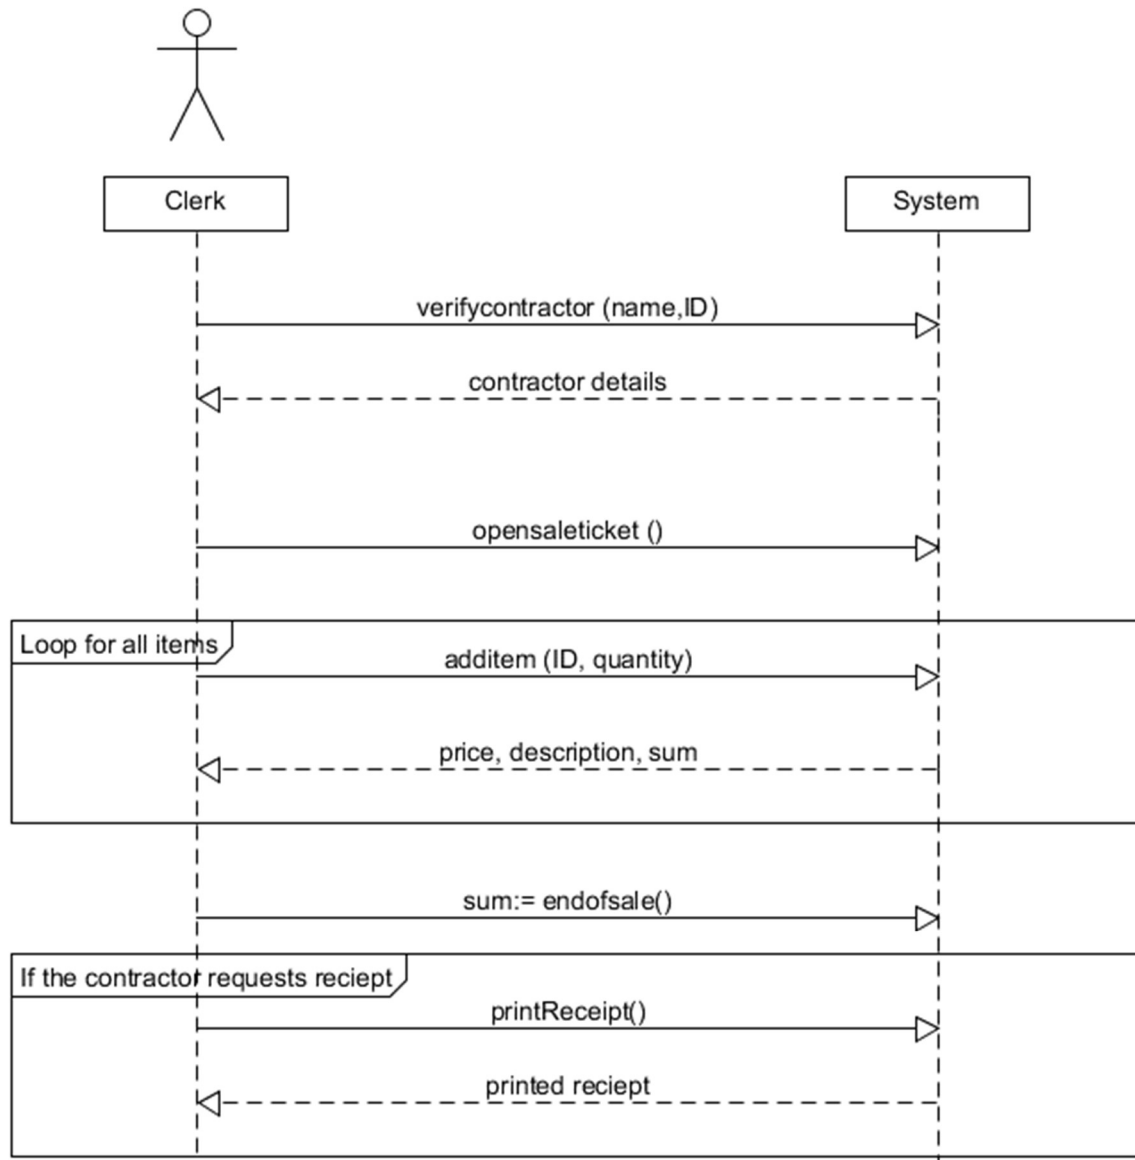 Clerk
System
verifycontractor (name,ID)
contractor details
opensaleticket ()
Loop for all items
additem (ID, quantity)
price, description, sum
sum:= endofsale()
If the contractor requests reciept
printReceipt()
printed reciept